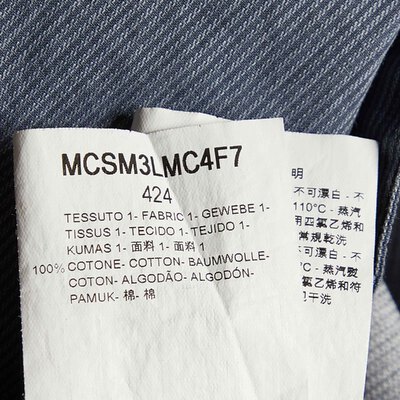 MCSM3LMC4F7
424
TESSUTO 1- FABRIC 1- GEWEBE 1-
TISSUS 1- TECIDO 1- TEJIDO 1-
KUMAS 1- 面料 1- 面料 1
100% COTONE- COTTON- BAUMWOLLE-
COTON- ALGODÃO- ALGODÓN-
PAMUK- 棉- 棉
明
不可漂白 - 不
110°C - 蒸汽
用四氯乙烯和
常規乾洗
不可漂白 - 不
- 蒸汽熨
氯乙烯和符
干洗